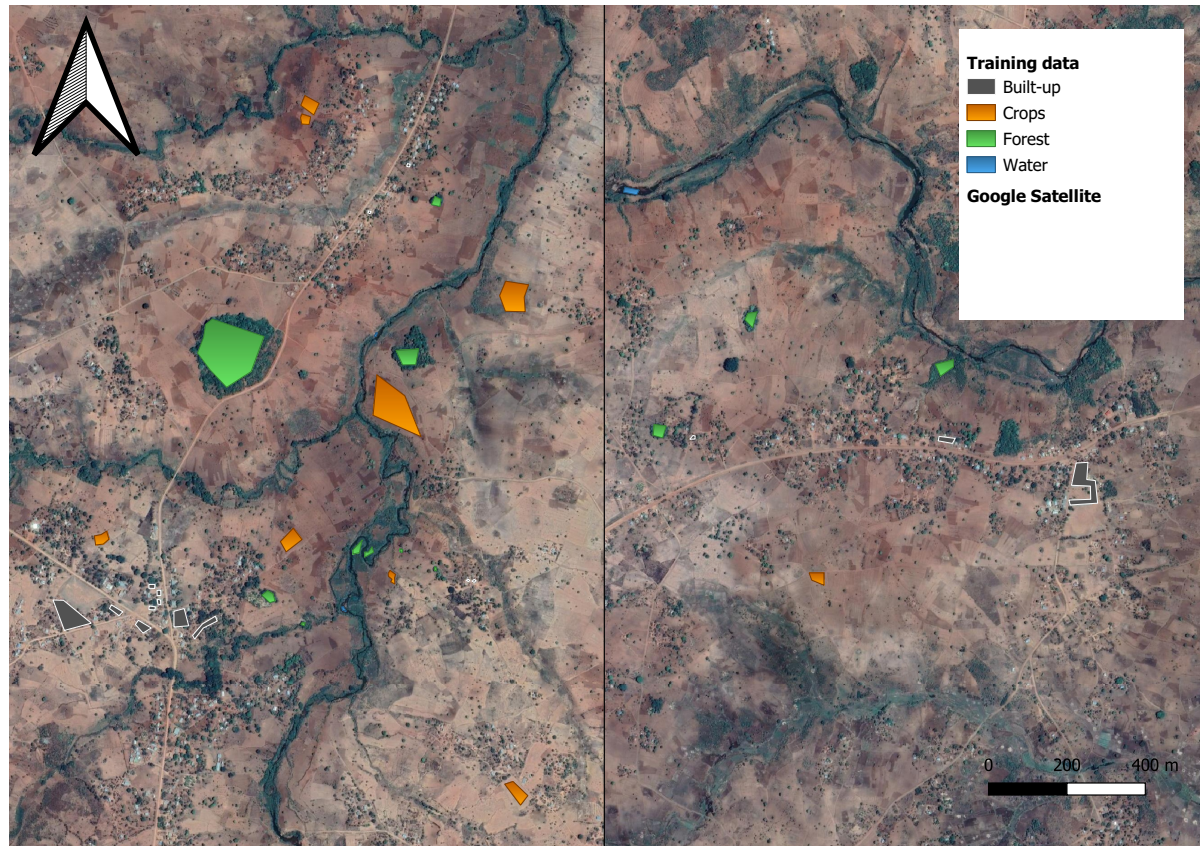 Training data
Built-up
Crops
Forest
Water
Google Satellite
0 200 400 m